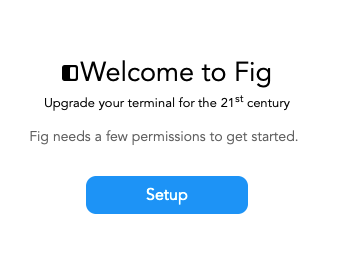 Welcome to Fig
Upgrade your terminal for the 21st century
Fig needs a few permissions to get started.
Setup